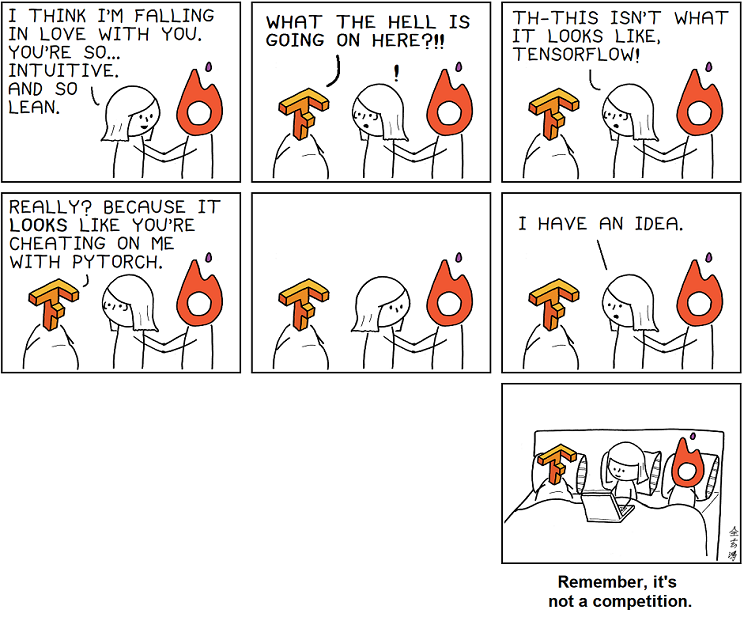 I THINK I'M FALLING
IN LOVE WITH YOU.
YOU'RE SO...
INTUITIVE.
AND SO
LEAN.
WHAT THE HELL IS
GOING ON HERE?!!
!
TH-THIS ISN'T WHAT
IT LOOKS LIKE,
TENSORFLOW!
REALLY? BECAUSE IT
LOOKS LIKE YOU'RE
CHEATING ON ME
WITH PYTORCH.
I HAVE AN IDEA.
Remember, it's
not a competition.